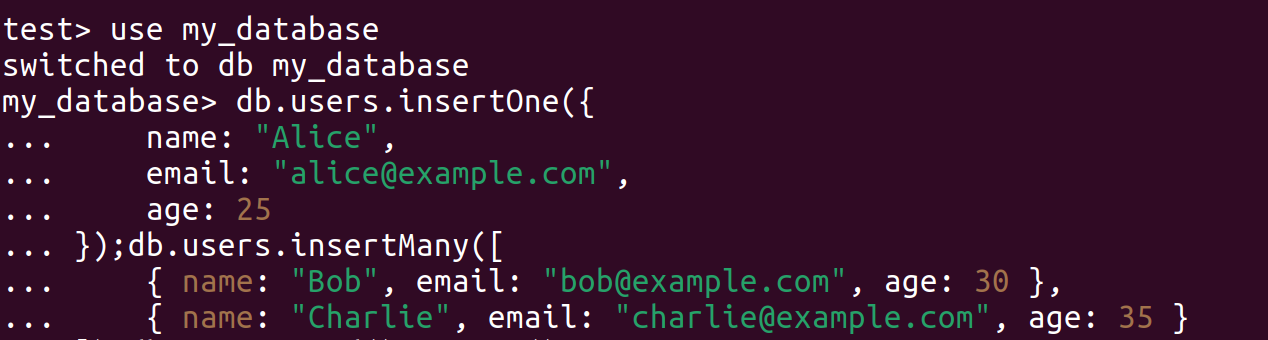 test> use my_database
switched to db my_database
my_database> db.users.insertOne({
...     name: "Alice",
...     email: "alice@example.com",
...     age: 25
... });db.users.insertMany([
...     { name: "Bob", email: "bob@example.com", age: 30 },
...     { name: "Charlie", email: "charlie@example.com", age: 35 }